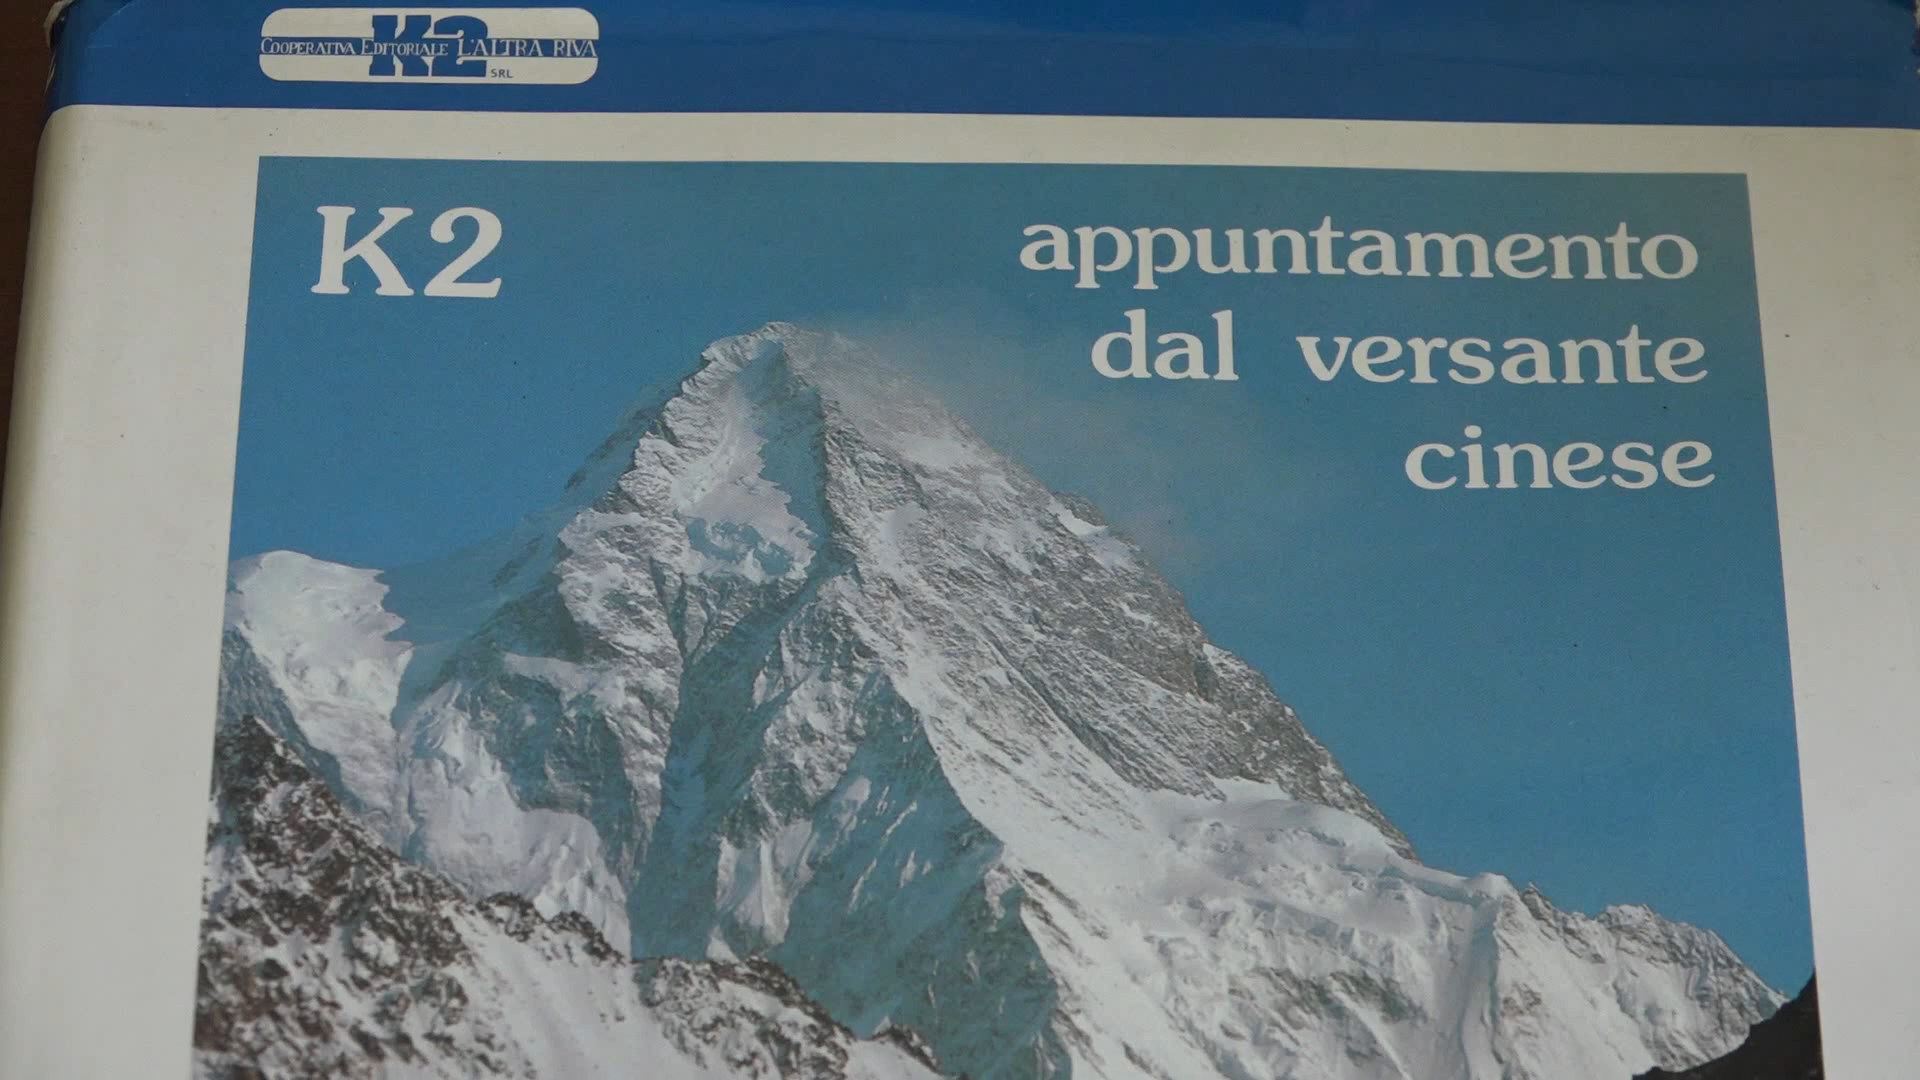 K2
COOPERATIVA EDITORIALE L'ALTRA RIVA
SRL
K2
appuntamento
dal versante
cinese